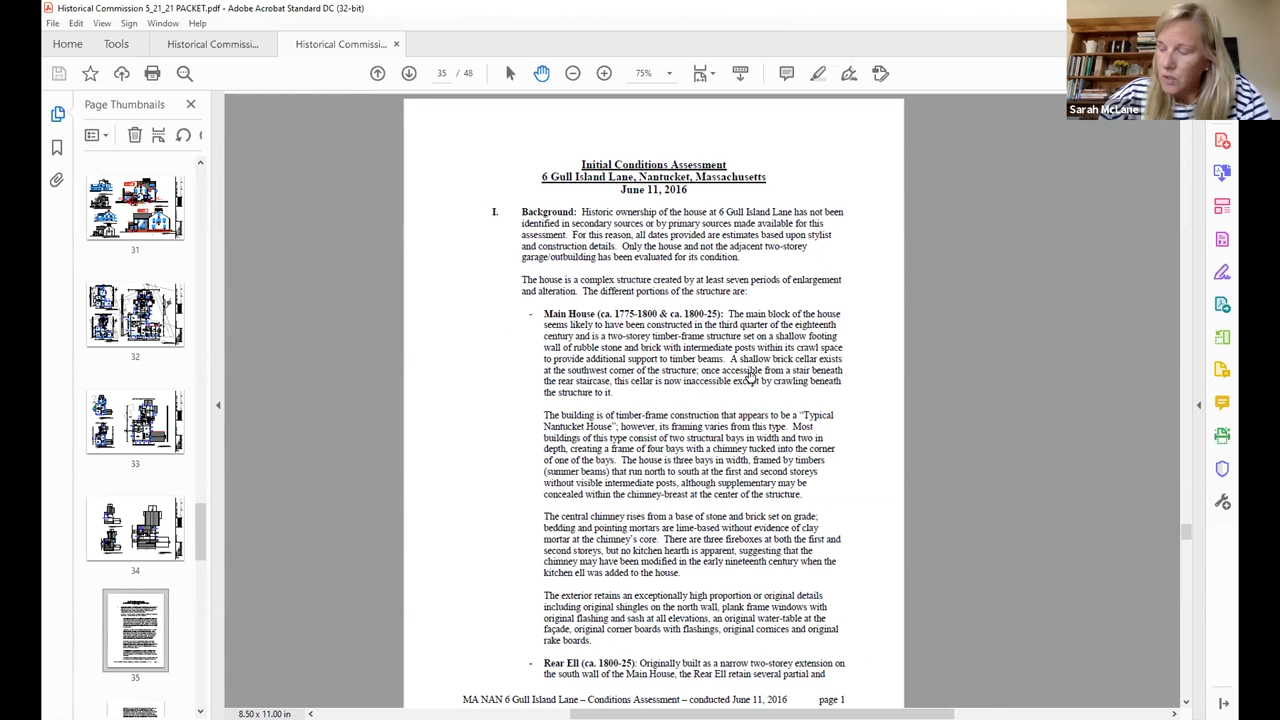 Historical Commission 5_21_21 PACKET.pdf - Adobe Acrobat Standard DC (32-bit)
File Edit View Sign Window Help
Home Tools Historical Commissi... Historical Commissi... ×
35 / 48 75%
Sarah McLane
Page Thumbnails
31
32
33
34
35
Initial Conditions Assessment
6 Gull Island Lane, Nantucket, Massachusetts
June 11, 2016
I. Background: Historic ownership of the house at 6 Gull Island Lane has not been
identified in secondary sources or by primary sources made available for this
assessment. For this reason, all dates provided are estimates based upon stylist
and construction details. Only the house and not the adjacent two-storey
garage/outbuilding has been evaluated for its condition.
The house is a complex structure created by at least seven periods of enlargement
and alteration. The different portions of the structure are:
- Main House (ca. 1775-1800 & ca. 1800-25): The main block of the house
seems likely to have been constructed in the third quarter of the eighteenth
century and is a two-storey timber-frame structure set on a shallow footing
wall of rubble stone and brick with intermediate posts within its crawl space
to provide additional support to timber beams. A shallow brick cellar exists
at the southwest corner of the structure; once accessible from a stair beneath
the rear staircase, this cellar is now inaccessible except by crawling beneath
the structure to it.
The building is of timber-frame construction that appears to be a “Typical
Nantucket House”; however, its framing varies from this type. Most
buildings of this type consist of two structural bays in width and two in
depth, creating a frame of four bays with a chimney tucked into the corner
of one of the bays. The house is three bays in width, framed by timbers
(summer beams) that run north to south at the first and second storeys
without visible intermediate posts, although supplementary may be
concealed within the chimney-breast at the center of the structure.
The central chimney rises from a base of stone and brick set on grade;
bedding and pointing mortars are lime-based without evidence of clay
mortar at the chimney’s core. There are three fireboxes at both the first and
second storeys, but no kitchen hearth is apparent, suggesting that the
chimney may have been modified in the early nineteenth century when the
kitchen ell was added to the house.
The exterior retains an exceptionally high proportion or original details
including original shingles on the north wall, plank frame windows with
original flashing and sash at all elevations, an original water-table at the
façade, original corner boards with flashings, original cornices and original
rake boards.
- Rear Ell (ca. 1800-25): Originally built as a narrow two-storey extension on
the south wall of the Main House, the Rear Ell retain several partial and
MA NAN 6 Gull Island Lane – Conditions Assessment – conducted June 11, 2016 page 1
8.50 x 11.00 in